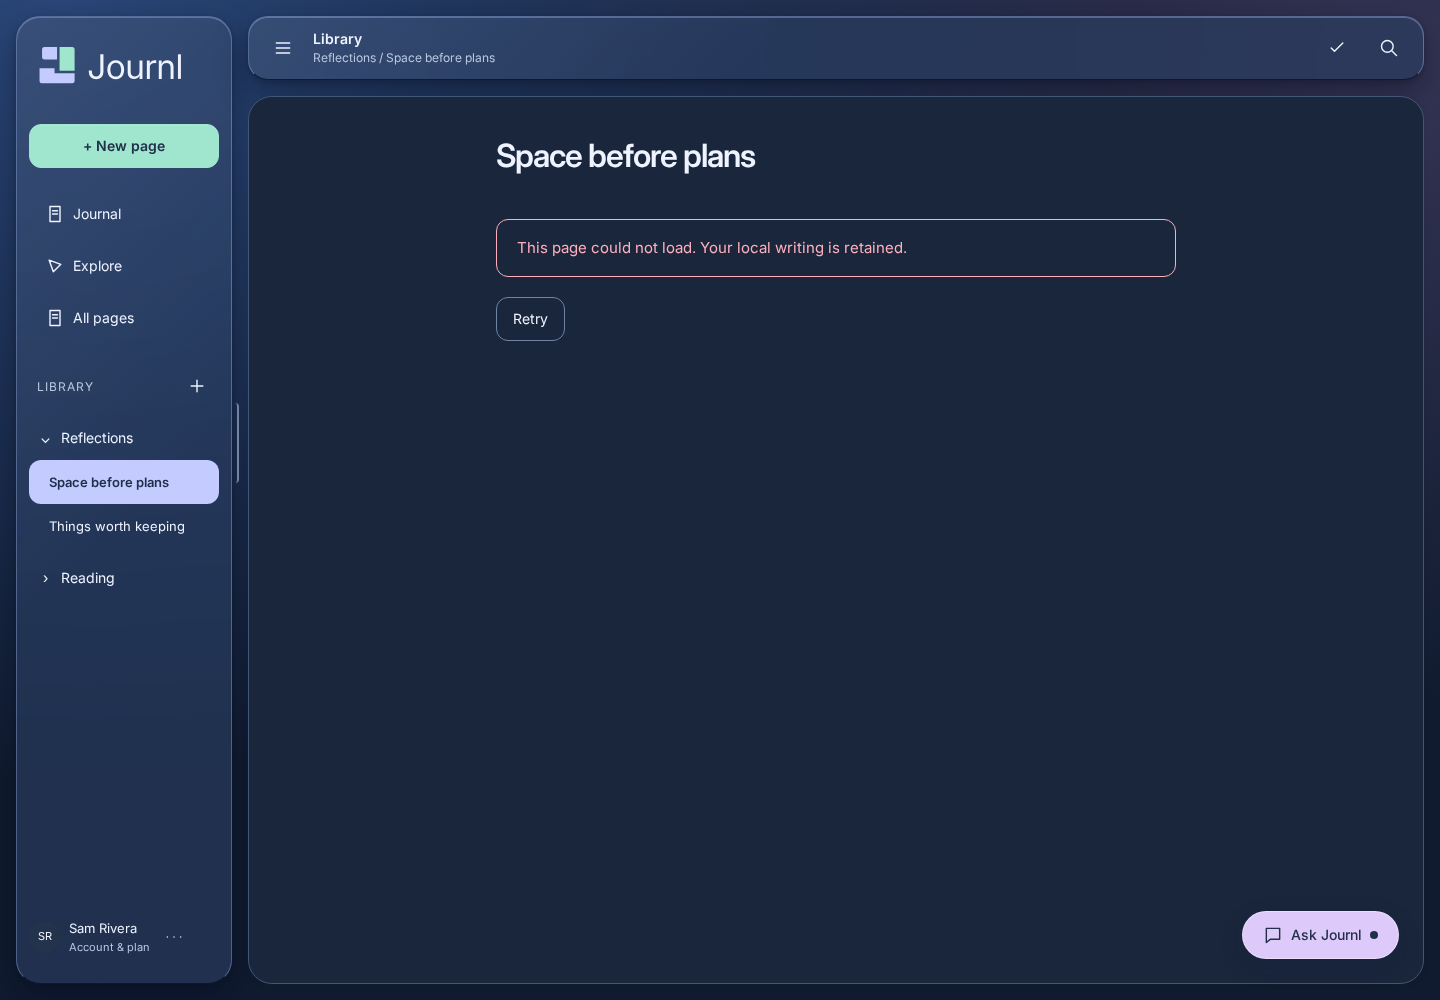 Journl
+ New page
Journal
Explore
All pages
LIBRARY
Reflections
Space before plans
Things worth keeping
Reading
SR
Sam Rivera
Account & plan
Library
Reflections / Space before plans
Space before plans
This page could not load. Your local writing is retained.
Retry
Ask Journl